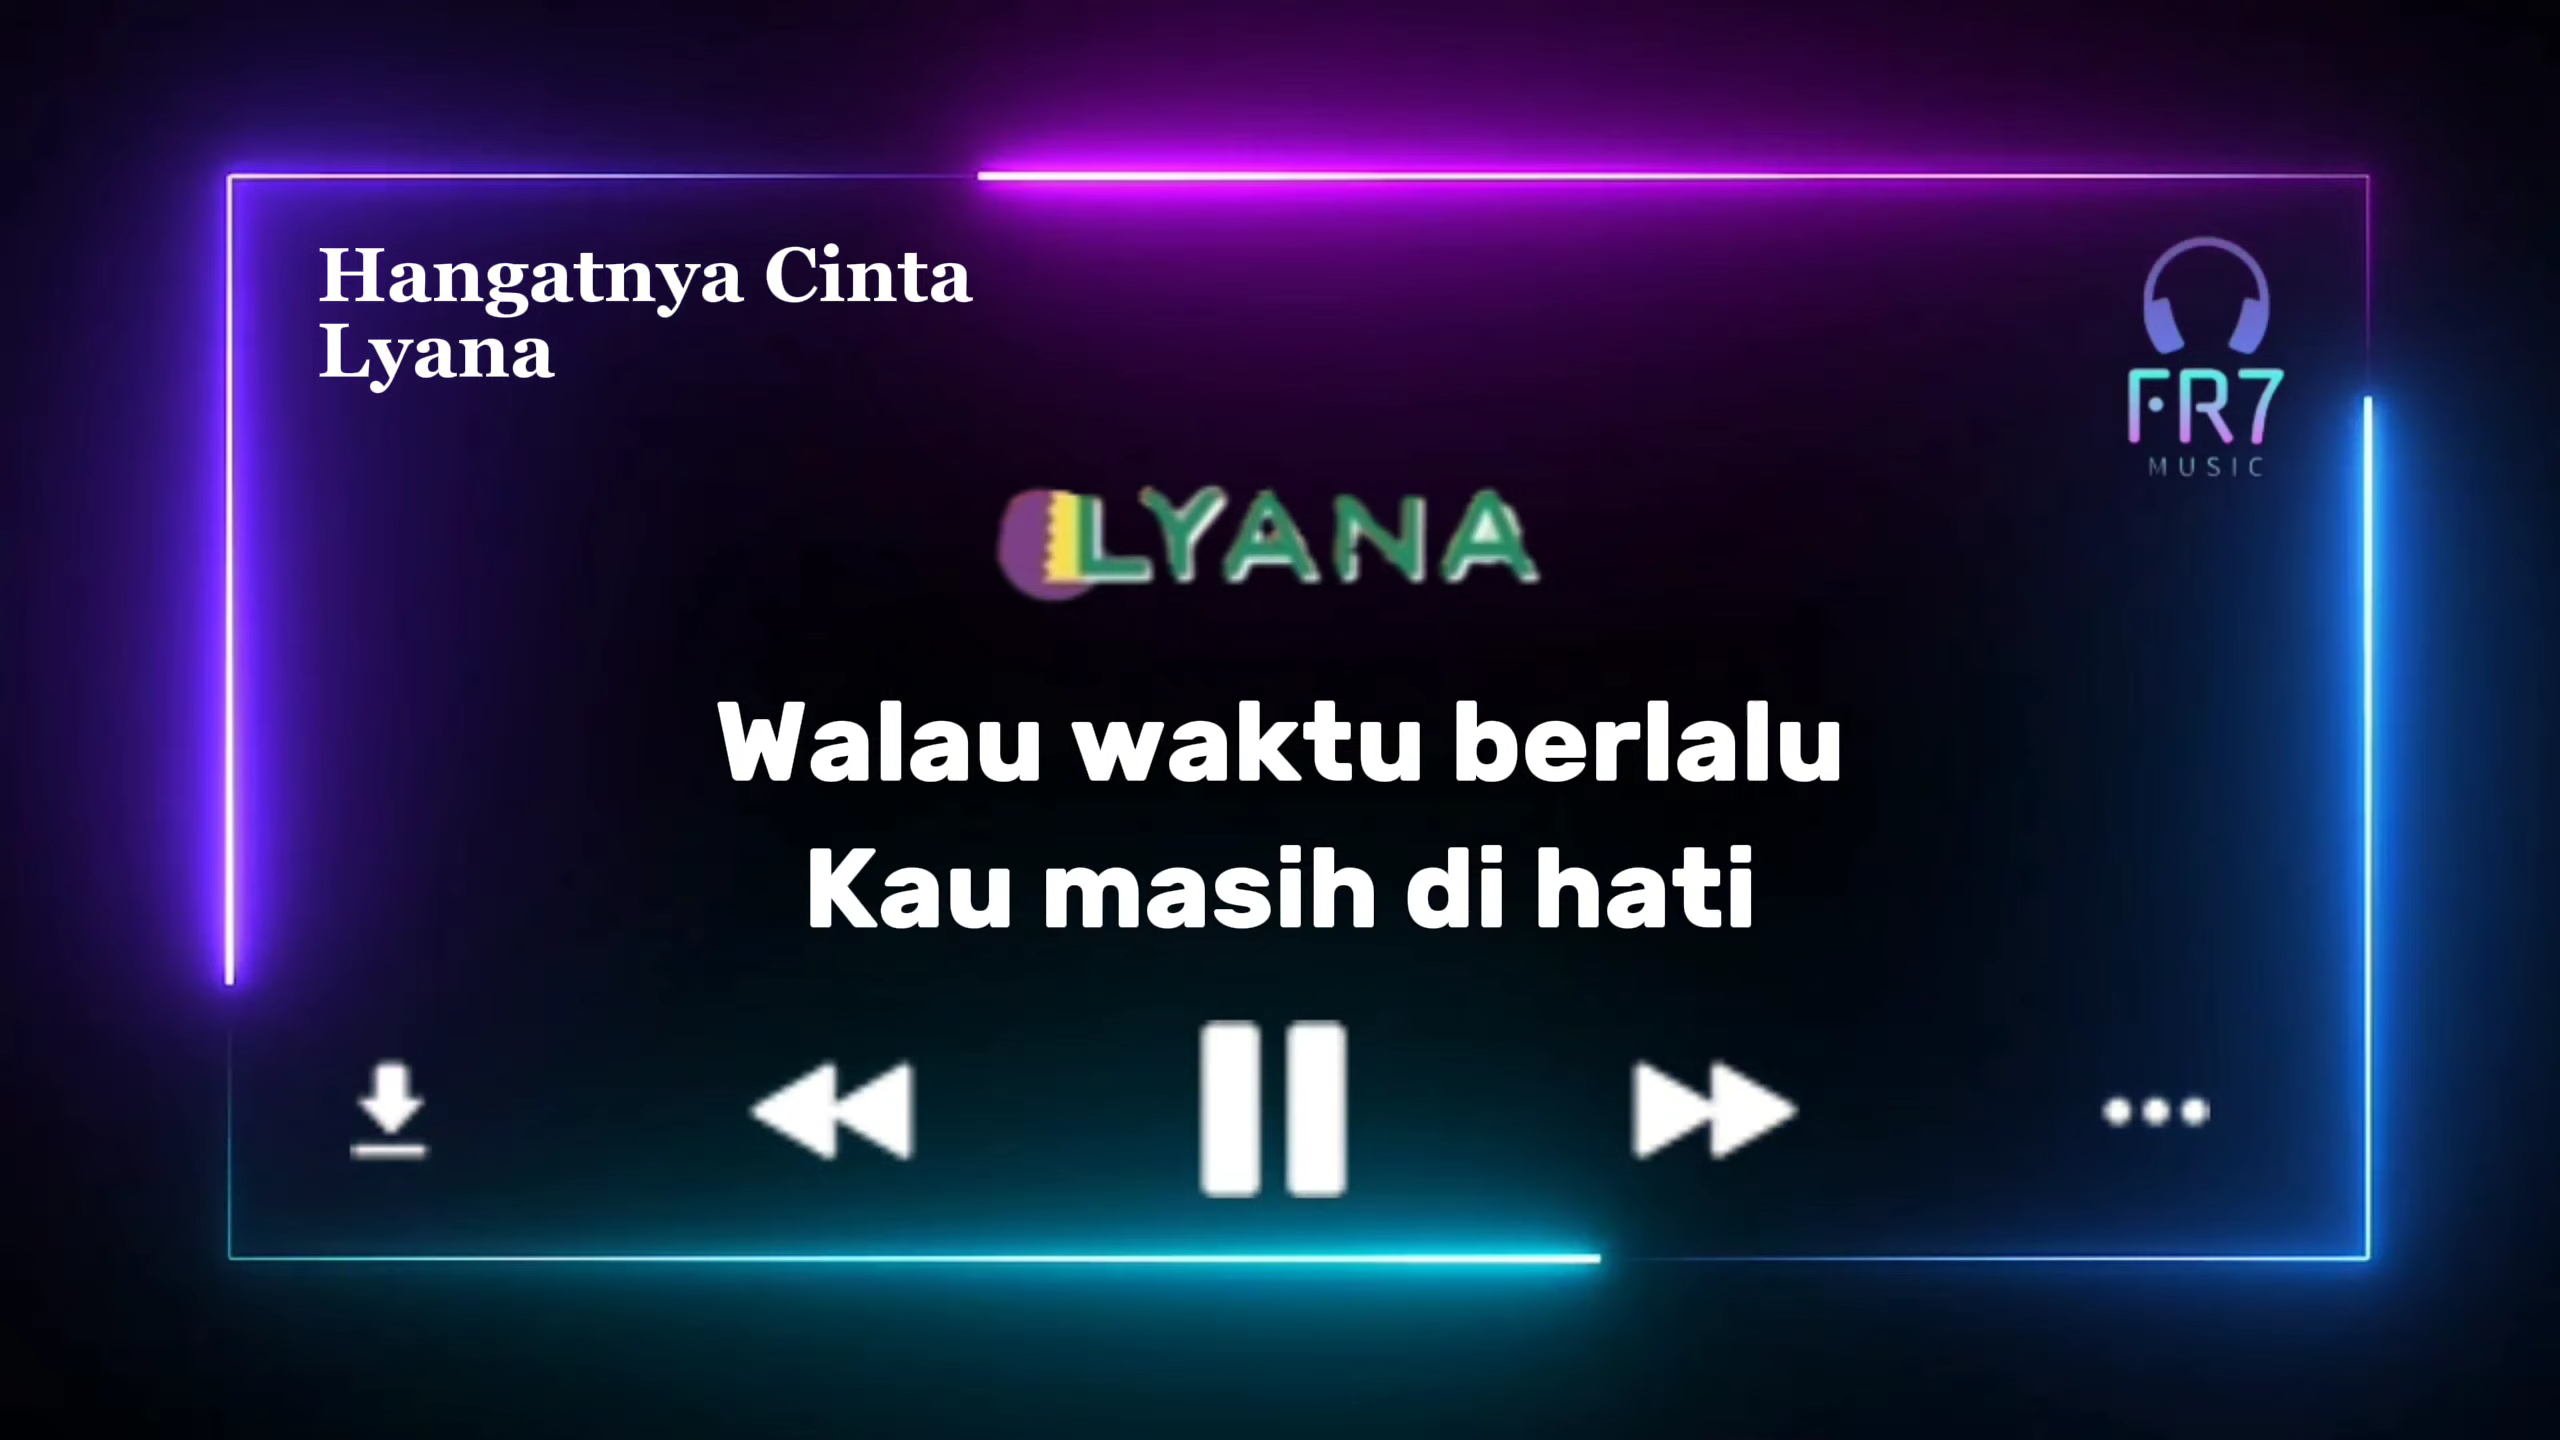 Hangatnya Cinta
Lyana
FR7
MUSIC
LYANA
Walau waktu berlalu
Kau masih di hati